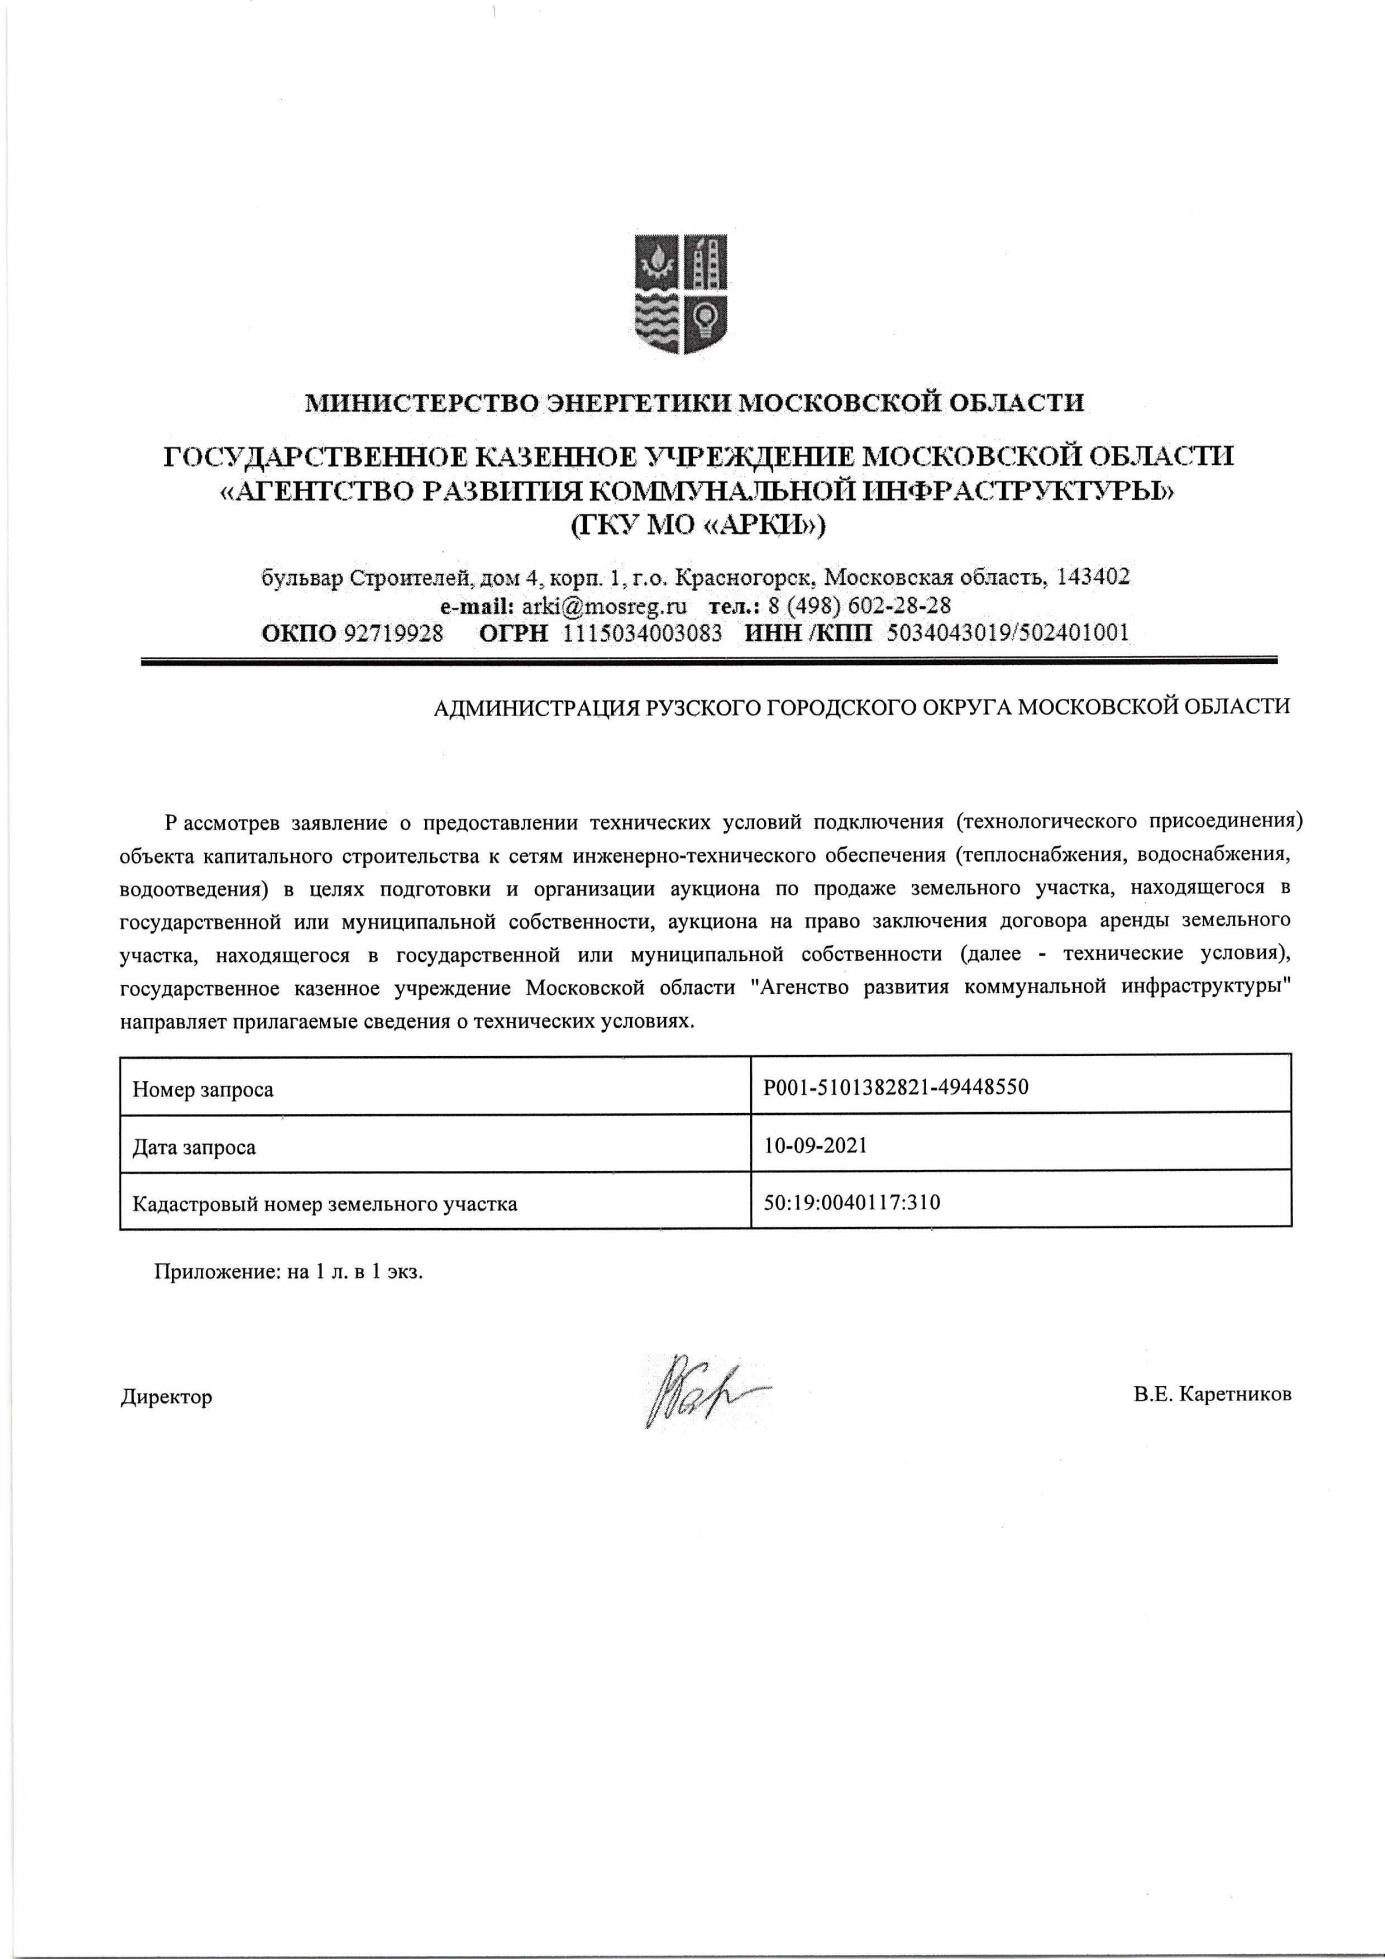 МИНИСТЕРСТВО ЭНЕРГЕТИКИ МОСКОВСКОЙ ОБЛАСТИ
ГОСУДАРСТВЕННОЕ КАЗЕННОЕ УЧРЕЖДЕНИЕ МОСКОВСКОЙ ОБЛАСТИ
«АГЕНТСТВО РАЗВИТИЯ КОММУНАЛЬНОЙ ИНФРАСТРУКТУРЫ»
(ГКУ МО «АРКИ»)
бульвар Строителей, дом 4, корп. 1, г.о. Красногорск, Московская область, 143402
e-mail: arki@mosreg.ru тел.: 8 (498) 602-28-28
ОКПО 92719928 ОГРН 1115034003083 ИНН /КПП 5034043019/502401001
АДМИНИСТРАЦИЯ РУЗСКОГО ГОРОДСКОГО ОКРУГА МОСКОВСКОЙ ОБЛАСТИ
Р ассмотрев заявление о предоставлении технических условий подключения (технологического присоединения)
объекта капитального строительства к сетям инженерно-технического обеспечения (теплоснабжения, водоснабжения,
водоотведения) в целях подготовки и организации аукциона по продаже земельного участка, находящегося в
государственной или муниципальной собственности, аукциона на право заключения договора аренды земельного
участка, находящегося в государственной или муниципальной собственности (далее - технические условия),
государственное казенное учреждение Московской области "Агенство развития коммунальной инфраструктуры"
направляет прилагаемые сведения о технических условиях.
Номер запроса P001-5101382821-49448550
Дата запроса 10-09-2021
Кадастровый номер земельного участка 50:19:0040117:310
Приложение: на 1 л. в 1 экз.
Директор В.Е. Каретников